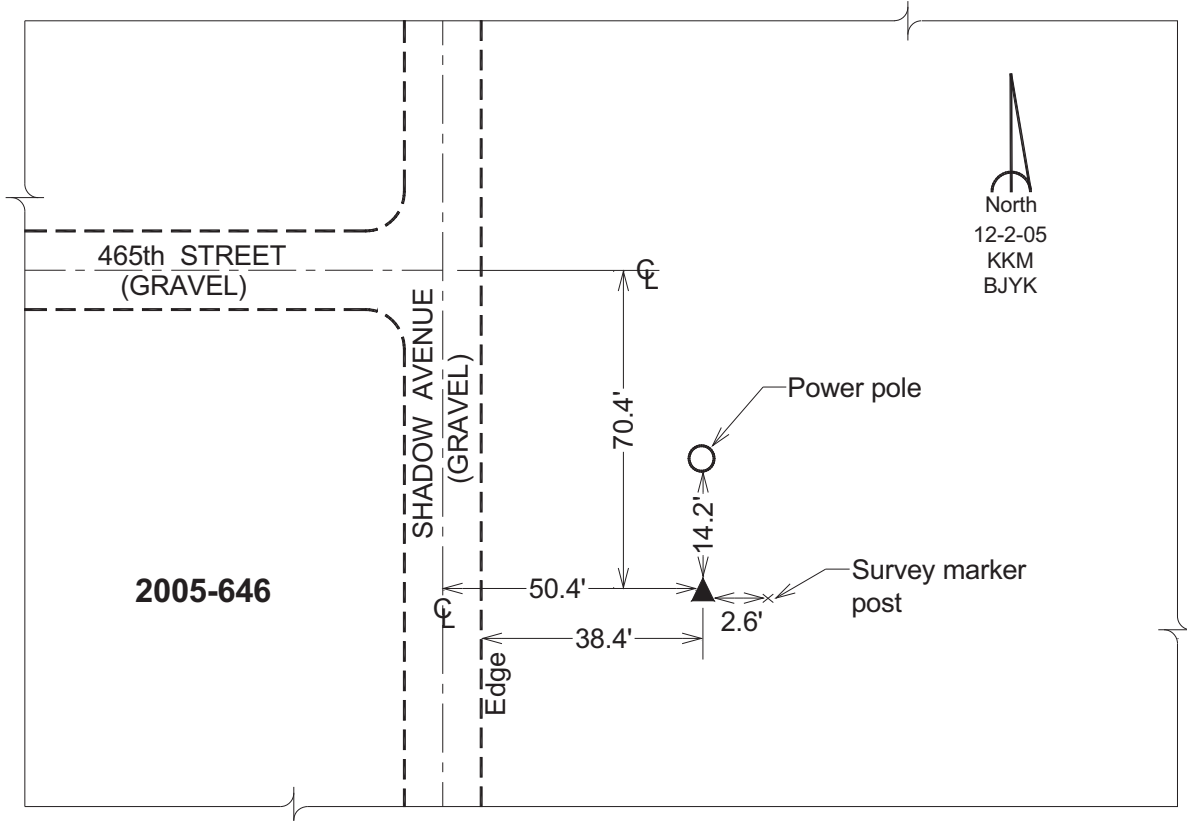 North
12-2-05
KKM
BJYK
465th STREET
(GRAVEL)
℄
SHADOW AVENUE
(GRAVEL)
70.4'
Power pole
14.2'
2005-646
50.4'
℄
Survey marker
post
2.6'
38.4'
Edge